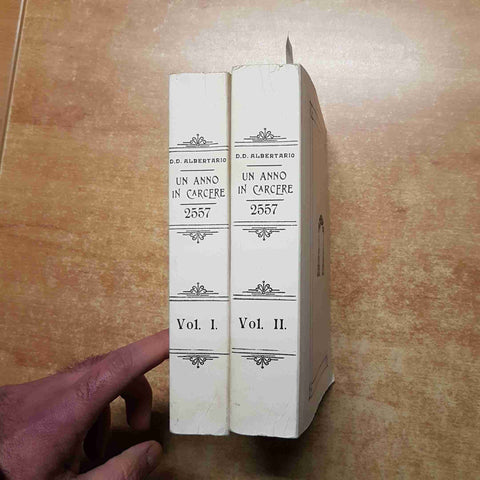 D.D. ALBERTARIO
UN ANNO
IN CARCERE
2557
Vol. I.
D.D. ALBERTARIO
UN ANNO
IN CARCERE
2557
Vol. II.